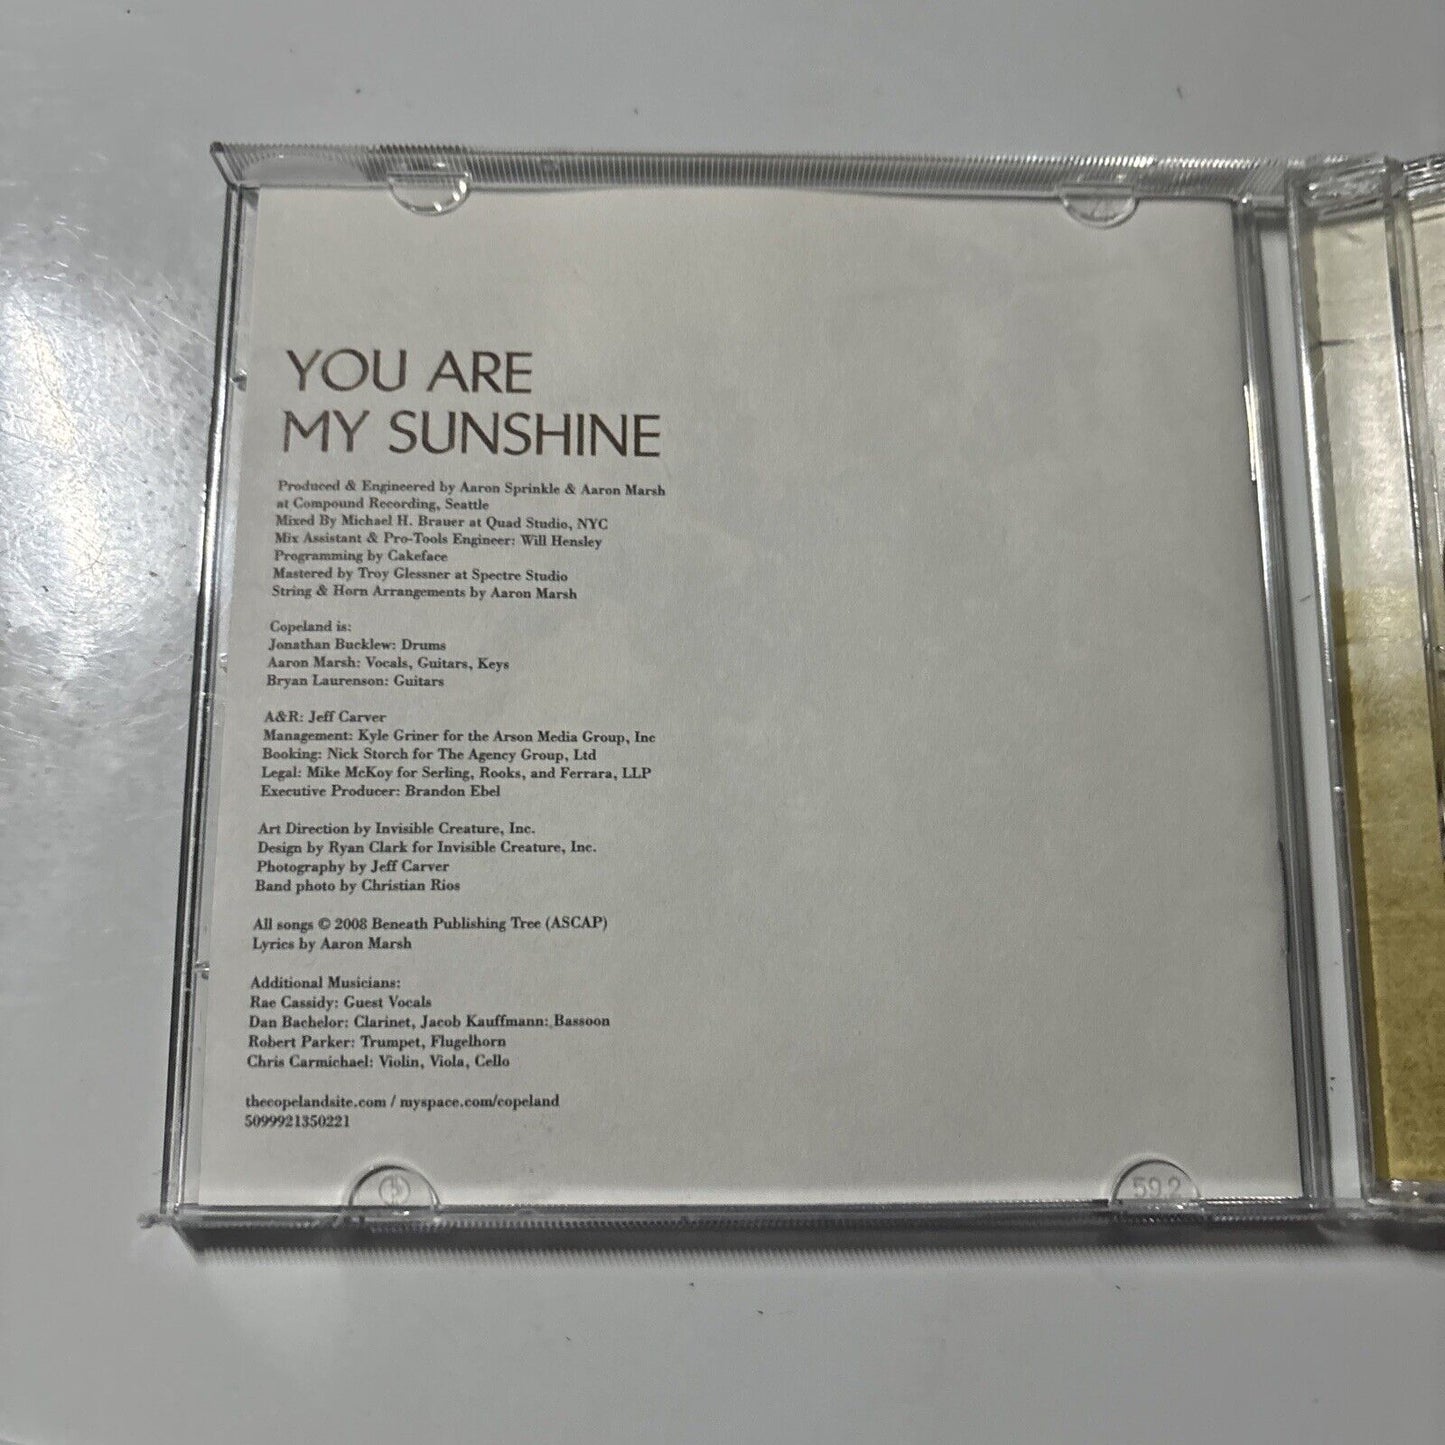 YOU ARE
MY SUNSHINE
Produced & Engineered by Aaron Sprinkle & Aaron Marsh
at Compound Recording, Seattle
Mixed By Michael H. Brauer at Quad Studio, NYC
Mix Assistant & Pro-Tools Engineer: Will Hensley
Programming by Cakeface
Mastered by Troy Glessner at Spectre Studio
String & Horn Arrangements by Aaron Marsh
Copeland is:
Jonathan Bucklew: Drums
Aaron Marsh: Vocals, Guitars, Keys
Bryan Laurenson: Guitars
A&R: Jeff Carver
Management: Kyle Griner for the Arson Media Group, Inc
Booking: Nick Storch for The Agency Group, Ltd
Legal: Mike McKoy for Serling, Rooks, and Ferrara, LLP
Executive Producer: Brandon Ebel
Art Direction by Invisible Creature, Inc.
Design by Ryan Clark for Invisible Creature, Inc.
Photography by Jeff Carver
Band photo by Christian Rios
All songs © 2008 Beneath Publishing Tree (ASCAP)
Lyrics by Aaron Marsh
Additional Musicians:
Rae Cassidy: Guest Vocals
Dan Bachelor: Clarinet, Jacob Kauffmann: Bassoon
Robert Parker: Trumpet, Flugelhorn
Chris Carmichael: Violin, Viola, Cello
thecopelandsite.com / myspace.com/copeland
5099921350221
59.2